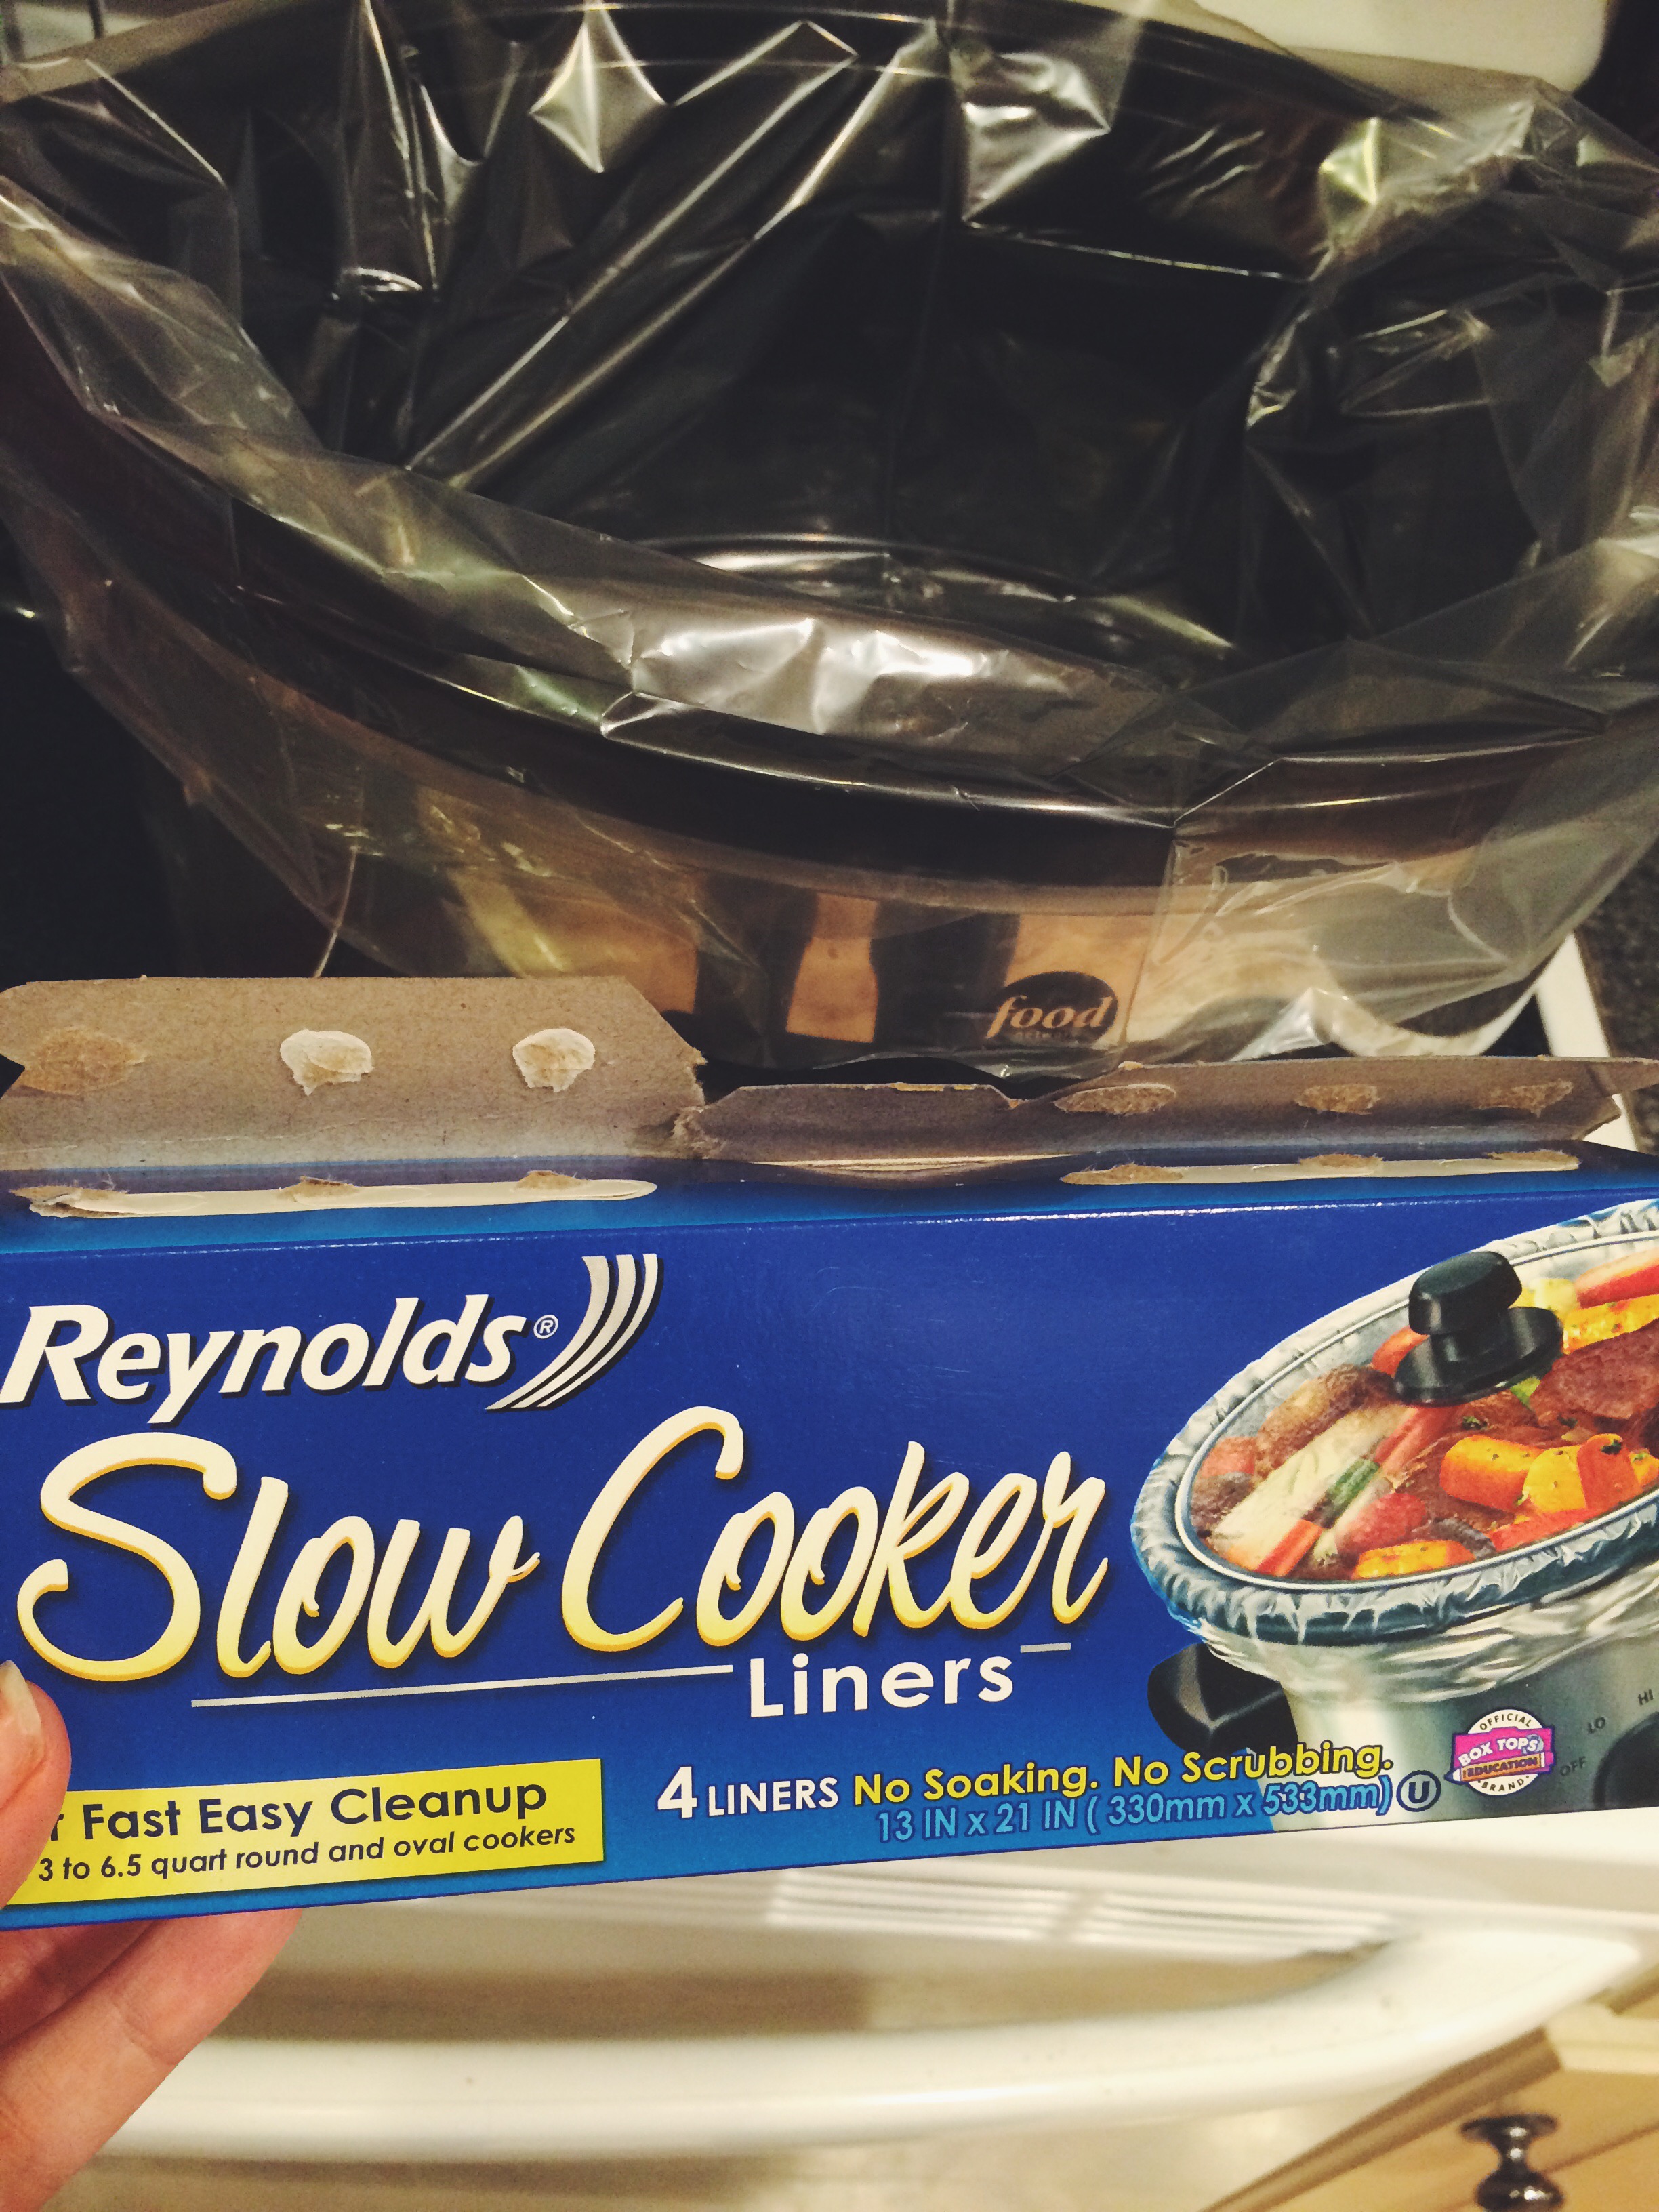 food
Reynolds®
Slow Cooker
Liners
r Fast Easy Cleanup
3 to 6.5 quart round and oval cookers
4 LINERS No Soaking. No Scrubbing.
13 IN x 21 IN ( 330mm x 533mm) U
OFFICIAL
BOX TOPS
EDUCATION
BRAND
OFF LO HI